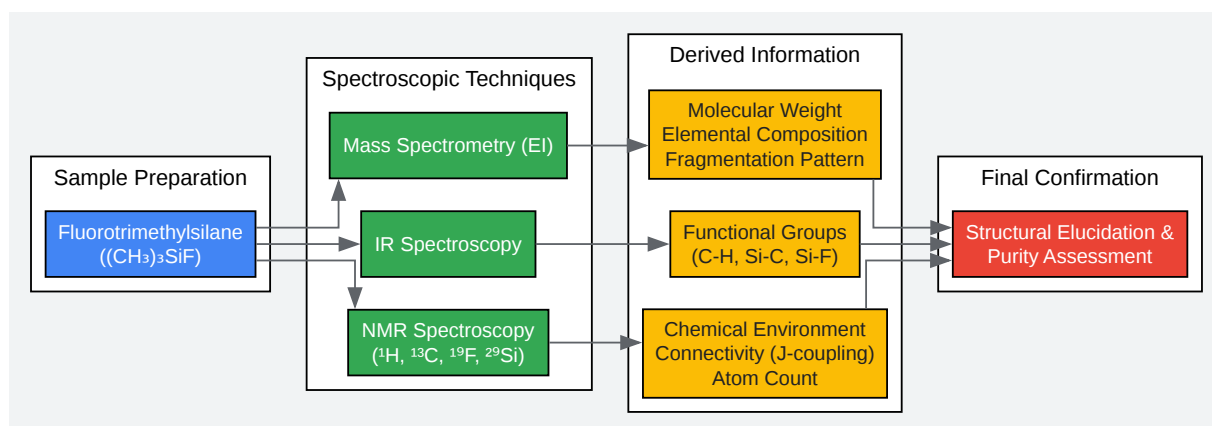 Sample Preparation
Fluorotrimethylsilane
((CH₃)₃SiF)
Spectroscopic Techniques
Mass Spectrometry (EI)
IR Spectroscopy
NMR Spectroscopy
(¹H, ¹³C, ¹⁹F, ²⁹Si)
Derived Information
Molecular Weight
Elemental Composition
Fragmentation Pattern
Functional Groups
(C-H, Si-C, Si-F)
Chemical Environment
Connectivity (J-coupling)
Atom Count
Final Confirmation
Structural Elucidation &
Purity Assessment